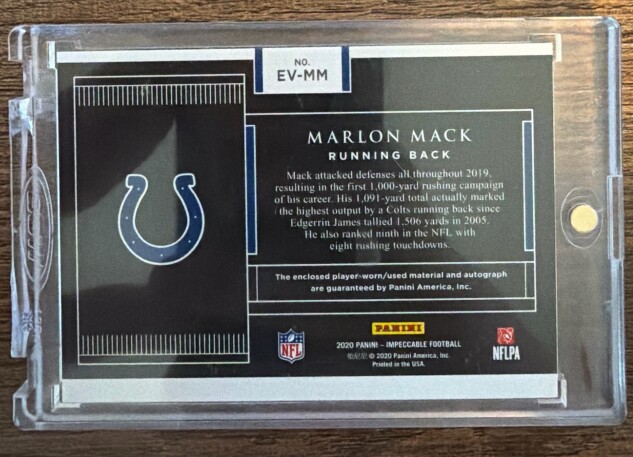 NO.
EV-MM
MARLON MACK
RUNNING BACK
Mack attacked defenses all throughout 2019,
resulting in the first 1,000-yard rushing campaign
of his career. His 1,091-yard total actually marked
the highest output by a Colts running back since
Edgerrin James tallied 1,506 yards in 2005.
He also ranked ninth in the NFL with
eight rushing touchdowns.
The enclosed player-worn/used material and autograph
are guaranteed by Panini America, Inc.
PANINI
NFL
2020 PANINI – IMPECCABLE FOOTBALL
© 2020 Panini America, Inc.
Printed in the USA.
NFLPA